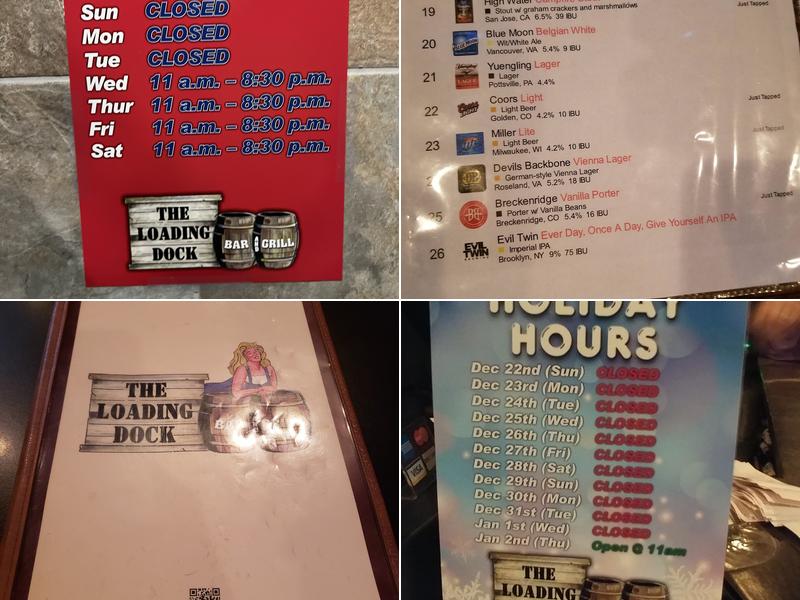 Sun CLOSED
Mon CLOSED
Tue CLOSED
Wed 11 a.m. – 8:30 p.m.
Thur 11 a.m. – 8:30 p.m.
Fri 11 a.m. – 8:30 p.m.
Sat 11 a.m. – 8:30 p.m.
THE
LOADING
DOCK
BAR & GRILL
19 High Water Campfire
Stout w/ graham crackers and marshmallows
San Jose, CA 6.5% 39 IBU
Just Tapped
20 Blue Moon Belgian White
Wit/White Ale
Vancouver, WA 5.4% 9 IBU
21 Yuengling Lager
Lager
Pottsville, PA 4.4%
22 Coors Light
Light Beer
Golden, CO 4.2% 10 IBU
Just Tapped
23 Miller Lite
Light Beer
Milwaukee, WI 4.2% 10 IBU
Just Tapped
Devils Backbone Vienna Lager
German-style Vienna Lager
Roseland, VA 5.2% 18 IBU
25 Breckenridge Vanilla Porter
Porter w/ Vanilla Beans
Breckenridge, CO 5.4% 16 IBU
Just Tapped
26 EVIL TWIN Evil Twin Ever Day, Once A Day, Give Yourself An IPA
Imperial IPA
Brooklyn, NY 9% 75 IBU
THE
LOADING
DOCK
HOLIDAY
HOURS
Dec 22nd (Sun) CLOSED
Dec 23rd (Mon) CLOSED
Dec 24th (Tue) CLOSED
Dec 25th (Wed) CLOSED
Dec 26th (Thu) CLOSED
Dec 27th (Fri) CLOSED
Dec 28th (Sat) CLOSED
Dec 29th (Sun) CLOSED
Dec 30th (Mon) CLOSED
Dec 31st (Tue) CLOSED
Jan 1st (Wed) CLOSED
Jan 2nd (Thu) Open @ 11am
VISA
THE
LOADING